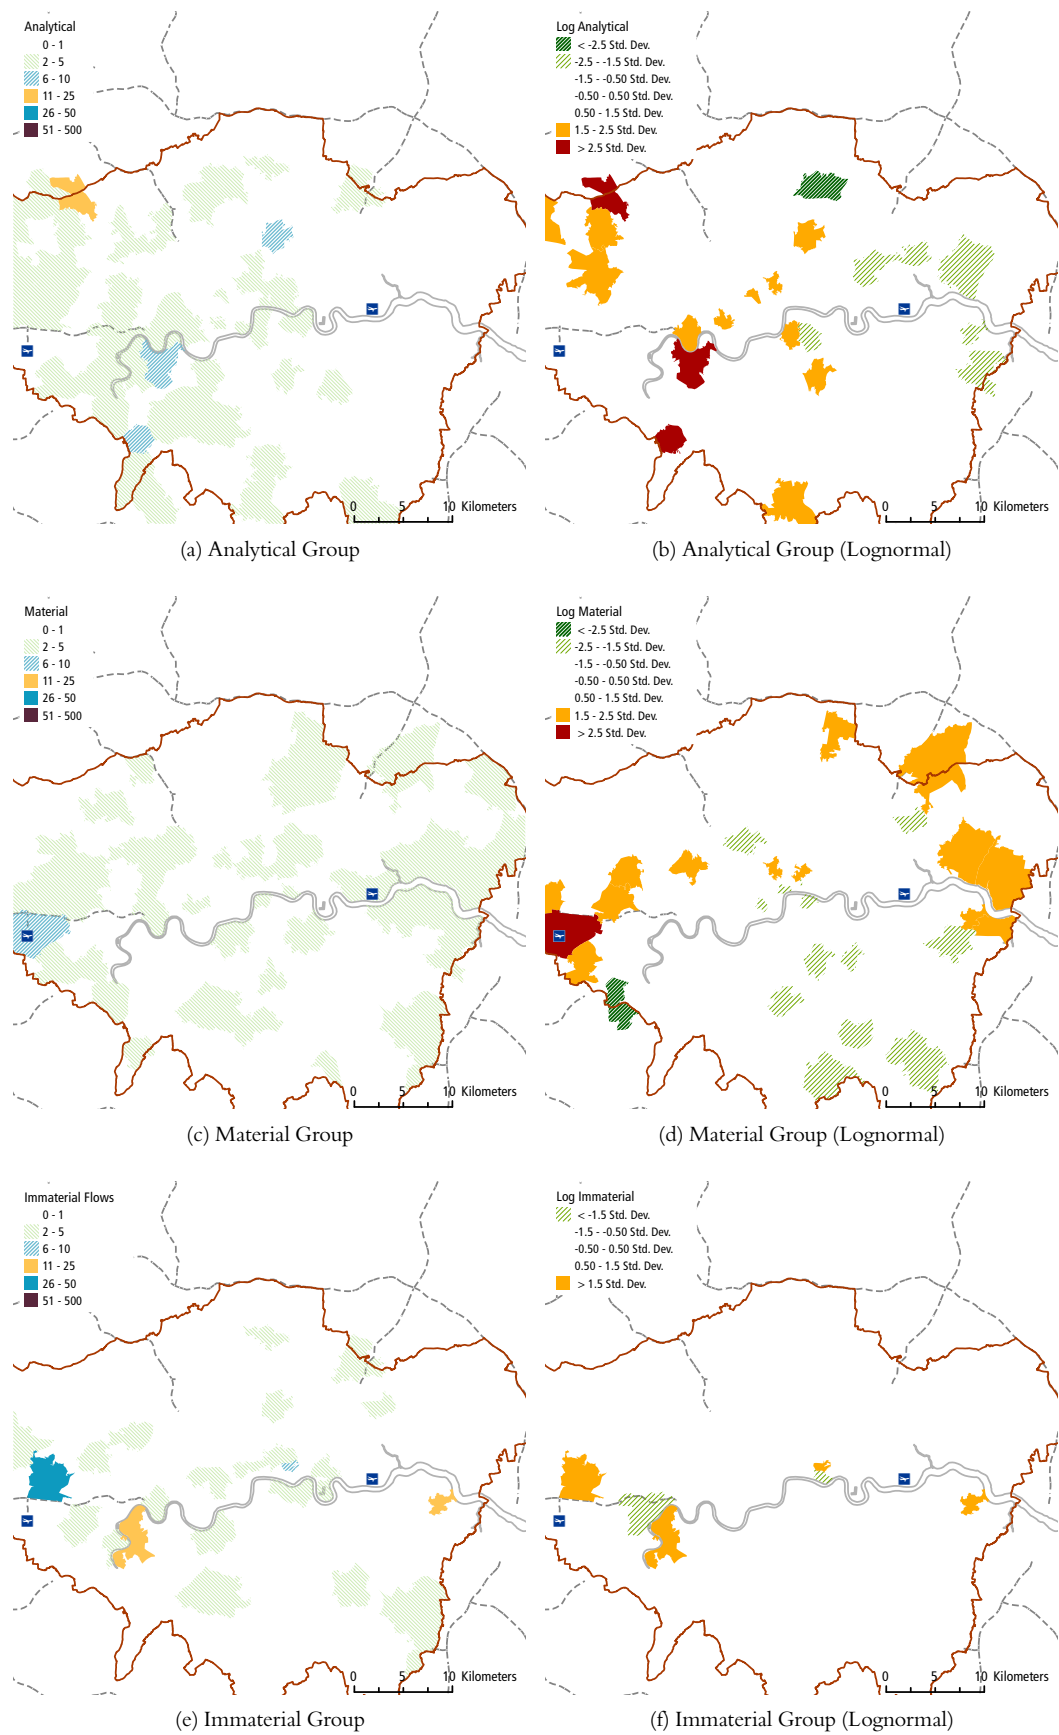 Analytical
0 - 1
2 - 5
6 - 10
11 - 25
26 - 50
51 - 500
0 5 10 Kilometers
(a) Analytical Group
Log Analytical
< -2.5 Std. Dev.
-2.5 - -1.5 Std. Dev.
-1.5 - -0.50 Std. Dev.
-0.50 - 0.50 Std. Dev.
0.50 - 1.5 Std. Dev.
1.5 - 2.5 Std. Dev.
> 2.5 Std. Dev.
0 5 10 Kilometers
(b) Analytical Group (Lognormal)
Material
0 - 1
2 - 5
6 - 10
11 - 25
26 - 50
51 - 500
0 5 10 Kilometers
(c) Material Group
Log Material
< -2.5 Std. Dev.
-2.5 - -1.5 Std. Dev.
-1.5 - -0.50 Std. Dev.
-0.50 - 0.50 Std. Dev.
0.50 - 1.5 Std. Dev.
1.5 - 2.5 Std. Dev.
> 2.5 Std. Dev.
0 5 10 Kilometers
(d) Material Group (Lognormal)
Immaterial Flows
0 - 1
2 - 5
6 - 10
11 - 25
26 - 50
51 - 500
0 5 10 Kilometers
(e) Immaterial Group
Log Immaterial
< -1.5 Std. Dev.
-1.5 - -0.50 Std. Dev.
-0.50 - 0.50 Std. Dev.
0.50 - 1.5 Std. Dev.
> 1.5 Std. Dev.
0 5 10 Kilometers
(f) Immaterial Group (Lognormal)